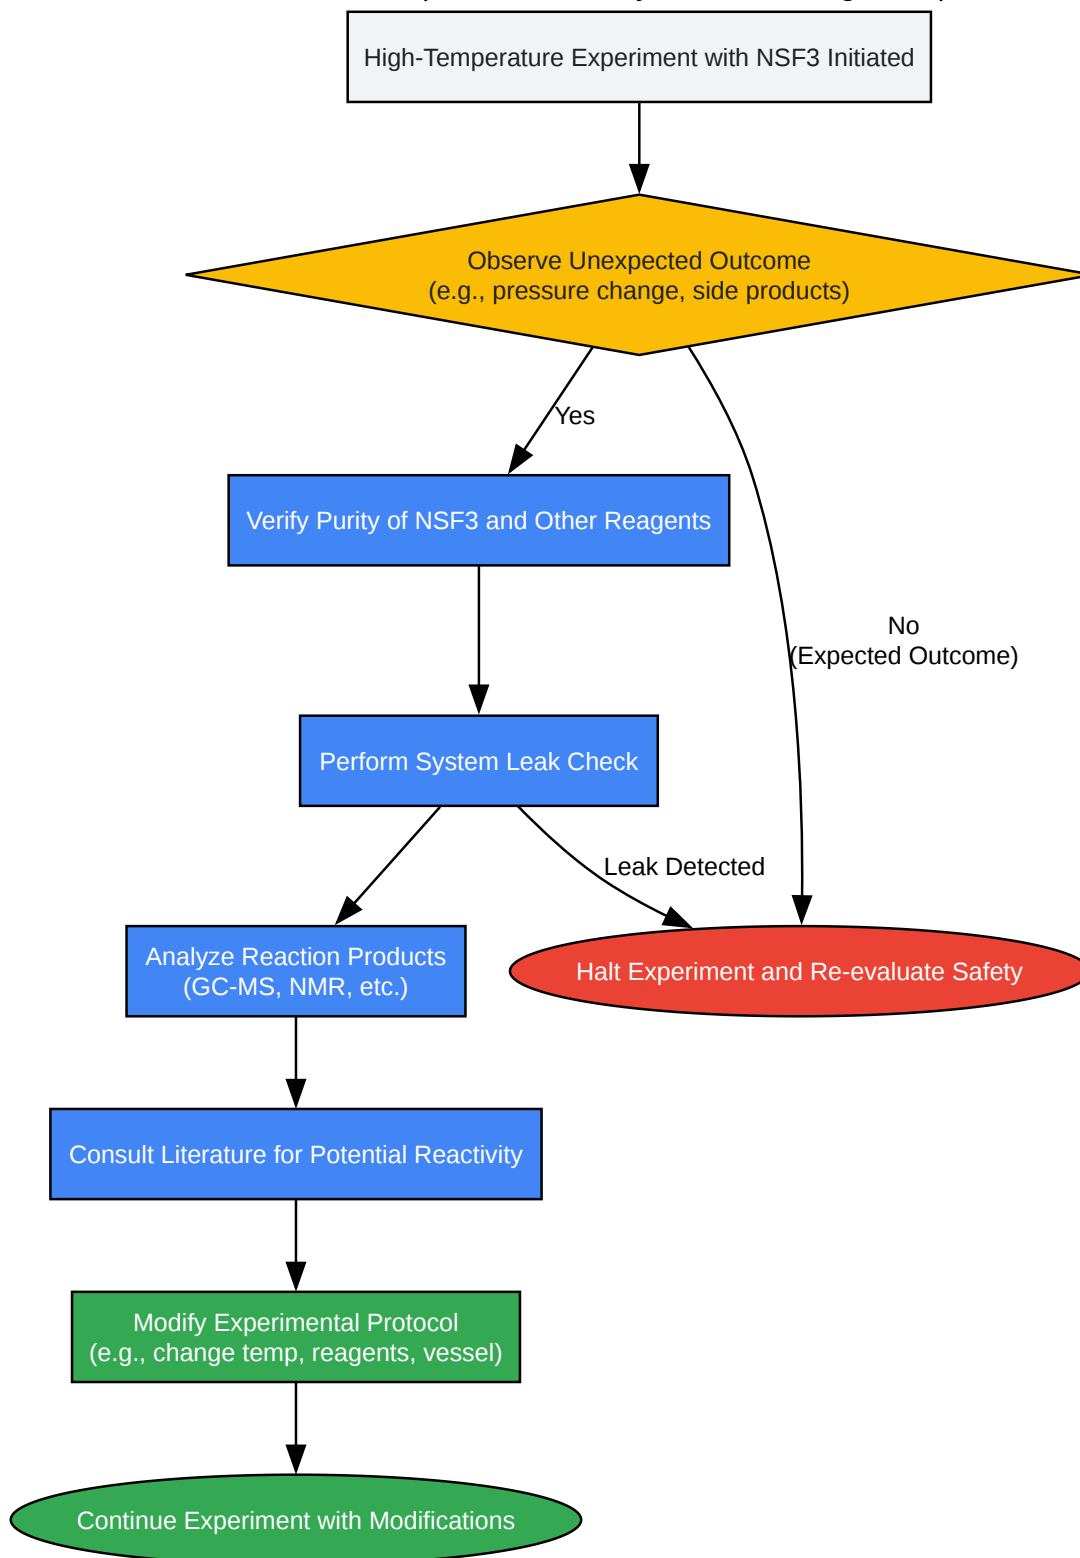 High-Temperature Experiment with NSF3 Initiated
Observe Unexpected Outcome
(e.g., pressure change, side products)
Yes
Verify Purity of NSF3 and Other Reagents
No
(Expected Outcome)
Perform System Leak Check
Leak Detected
Analyze Reaction Products
(GC-MS, NMR, etc.)
Halt Experiment and Re-evaluate Safety
Consult Literature for Potential Reactivity
Modify Experimental Protocol
(e.g., change temp, reagents, vessel)
Continue Experiment with Modifications